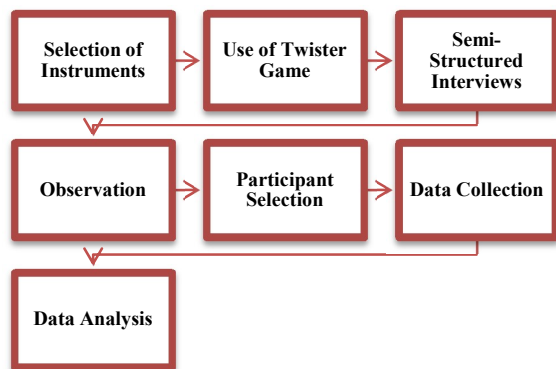 Selection of
Instruments
Use of Twister
Game
Semi-
Structured
Interviews
Observation
Participant
Selection
Data Collection
Data Analysis